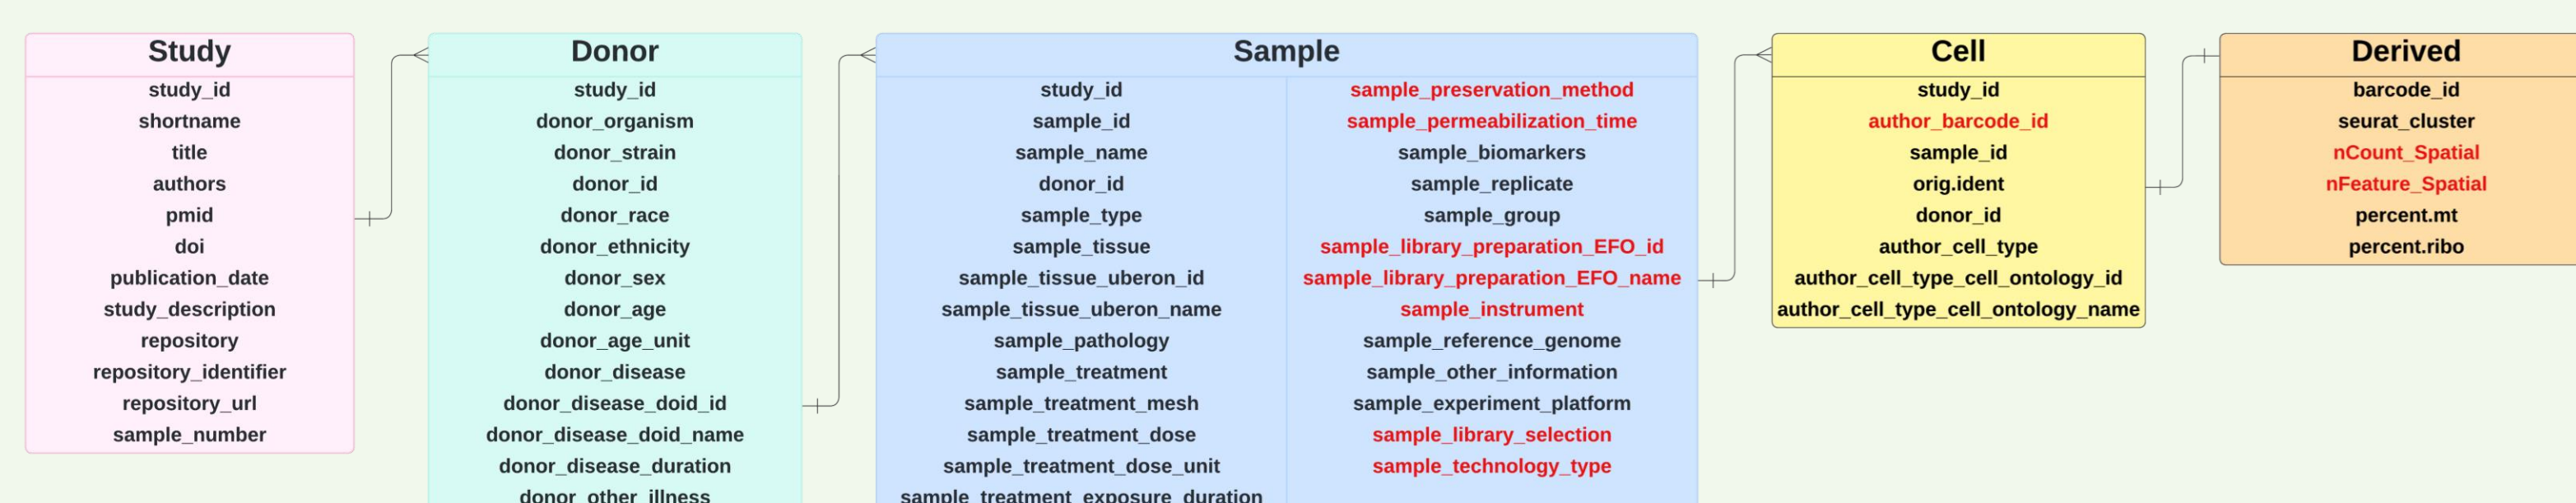 Study
study_id
shortname
title
authors
pmid
doi
publication_date
study_description
repository
repository_identifier
repository_url
sample_number
Donor
study_id
donor_organism
donor_strain
donor_id
donor_race
donor_ethnicity
donor_sex
donor_age
donor_age_unit
donor_disease
donor_disease_doid_id
donor_disease_doid_name
donor_disease_duration
donor_other_illness
Sample
study_id
sample_id
sample_name
donor_id
sample_type
sample_tissue
sample_tissue_uberon_id
sample_tissue_uberon_name
sample_pathology
sample_treatment
sample_treatment_mesh
sample_treatment_dose
sample_treatment_dose_unit
sample_treatment_exposure_duration
sample_preservation_method
sample_permeabilization_time
sample_biomarkers
sample_replicate
sample_group
sample_library_preparation_EFO_id
sample_library_preparation_EFO_name
sample_instrument
sample_reference_genome
sample_other_information
sample_experiment_platform
sample_library_selection
sample_technology_type
Cell
study_id
author_barcode_id
sample_id
orig.ident
donor_id
author_cell_type
author_cell_type_cell_ontology_id
author_cell_type_cell_ontology_name
Derived
barcode_id
seurat_cluster
nCount_Spatial
nFeature_Spatial
percent.mt
percent.ribo